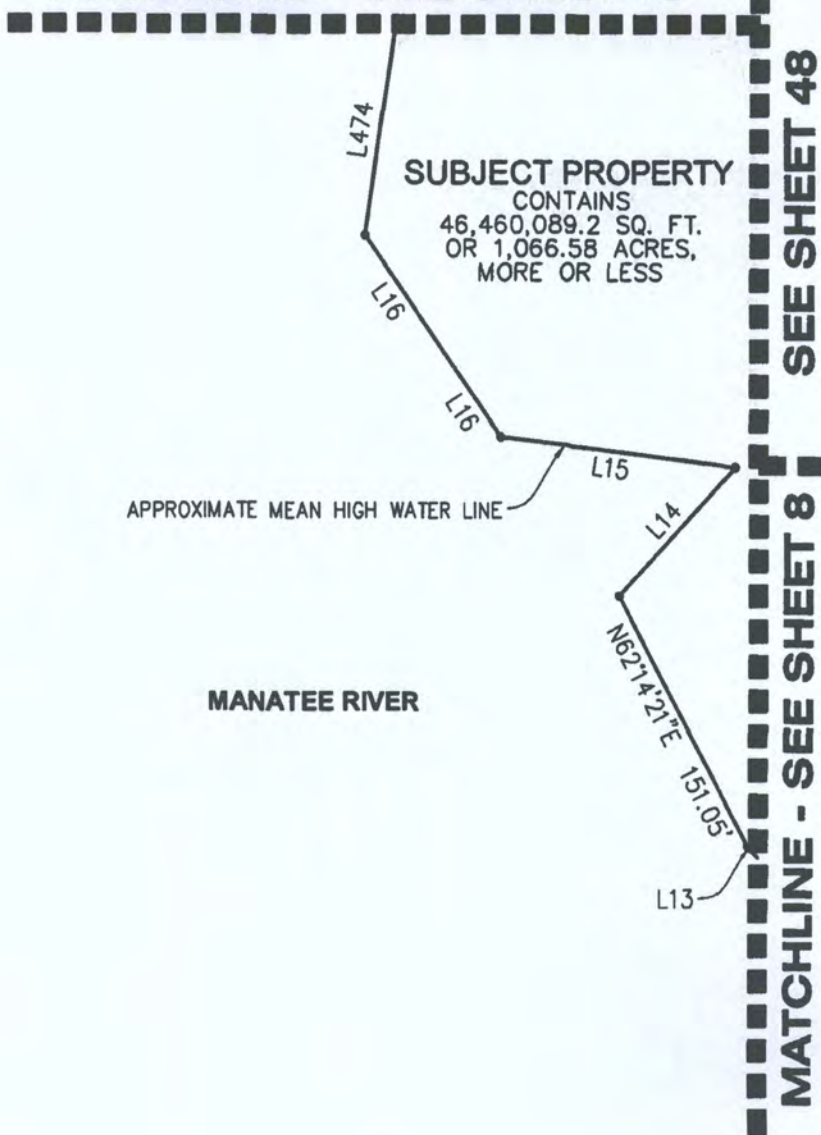 L474
SUBJECT PROPERTY
CONTAINS
46,460,089.2 SQ. FT.
OR 1,066.58 ACRES,
MORE OR LESS
SEE SHEET 48
L16
L16
L15
APPROXIMATE MEAN HIGH WATER LINE
L14
MANATEE RIVER
N62°14'21"E 151.05'
L13
MATCHLINE - SEE SHEET 8